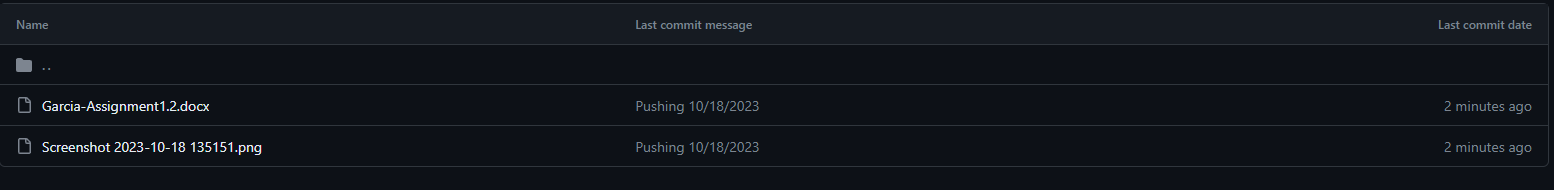 Name Last commit message Last commit date
..
Garcia-Assignment1.2.docx Pushing 10/18/2023 2 minutes ago
Screenshot 2023-10-18 135151.png Pushing 10/18/2023 2 minutes ago